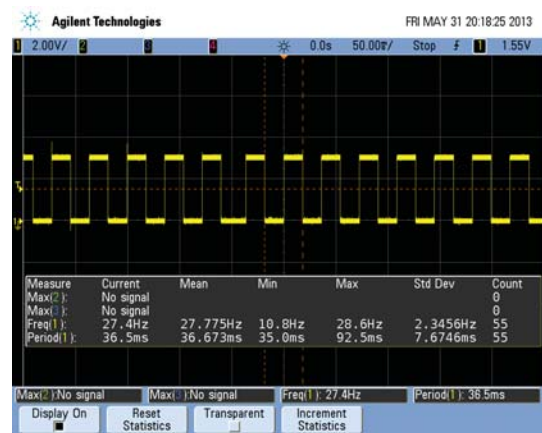 Agilent Technologies FRI MAY 31 20:18:25 2013
1 2.00V/ 2 3 4 0.0s 50.00▼/ Stop 1 1.55V
Measure Current Mean Min Max Std Dev Count
Max(2): No signal 0
Max(3): No signal 0
Freq(1): 27.4Hz 27.775Hz 10.8Hz 28.6Hz 2.3456Hz 55
Period(1): 36.5ms 36.673ms 35.0ms 92.5ms 7.6746ms 55
Max(2):No signal Max(3):No signal Freq(1): 27.4Hz Period(1): 36.5ms
Display On Reset Statistics Transparent Increment Statistics